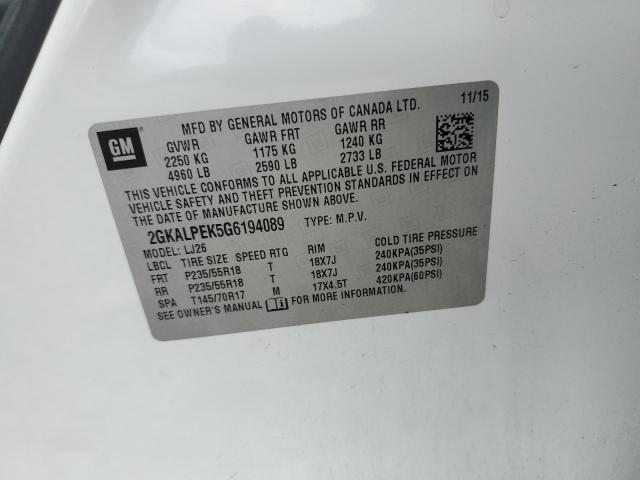 GM
MFD BY GENERAL MOTORS OF CANADA LTD. 11/15
GVWR GAWR FRT GAWR RR
2250 KG 1175 KG 1240 KG
4960 LB 2590 LB 2733 LB
THIS VEHICLE CONFORMS TO ALL APPLICABLE U.S. FEDERAL MOTOR
VEHICLE SAFETY AND THEFT PREVENTION STANDARDS IN EFFECT ON
THE DATE OF MANUFACTURE SHOWN ABOVE.
2GKALPEK5G6194089 TYPE: M.P.V.
MODEL: LJ26
LBCL TIRE SIZE SPEED RTG RIM COLD TIRE PRESSURE
FRT P235/55R18 T 18X7J 240KPA(35PSI)
RR P235/55R18 T 18X7J 240KPA(35PSI)
SPA T145/70R17 M 17X4.5T 420KPA(60PSI)
SEE OWNER'S MANUAL FOR MORE INFORMATION.